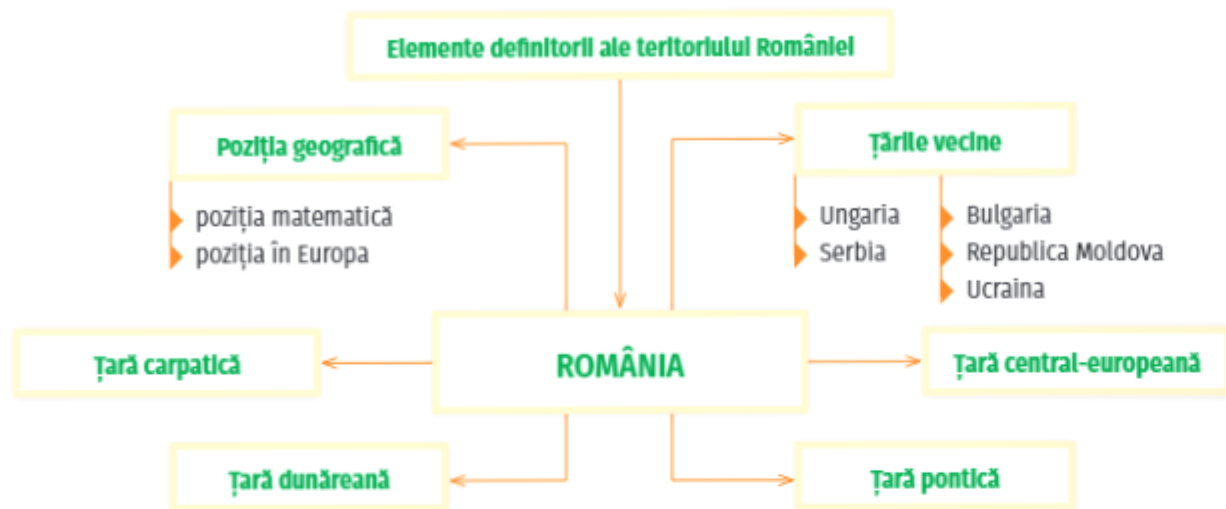 Elemente definitorii ale teritoriului României
Poziția geografică
poziția matematică
poziția în Europa
Țările vecine
Ungaria
Serbia
Bulgaria
Republica Moldova
Ucraina
Țară carpatică
ROMÂNIA
Țară central-europeană
Țară dunăreană
Țară pontică